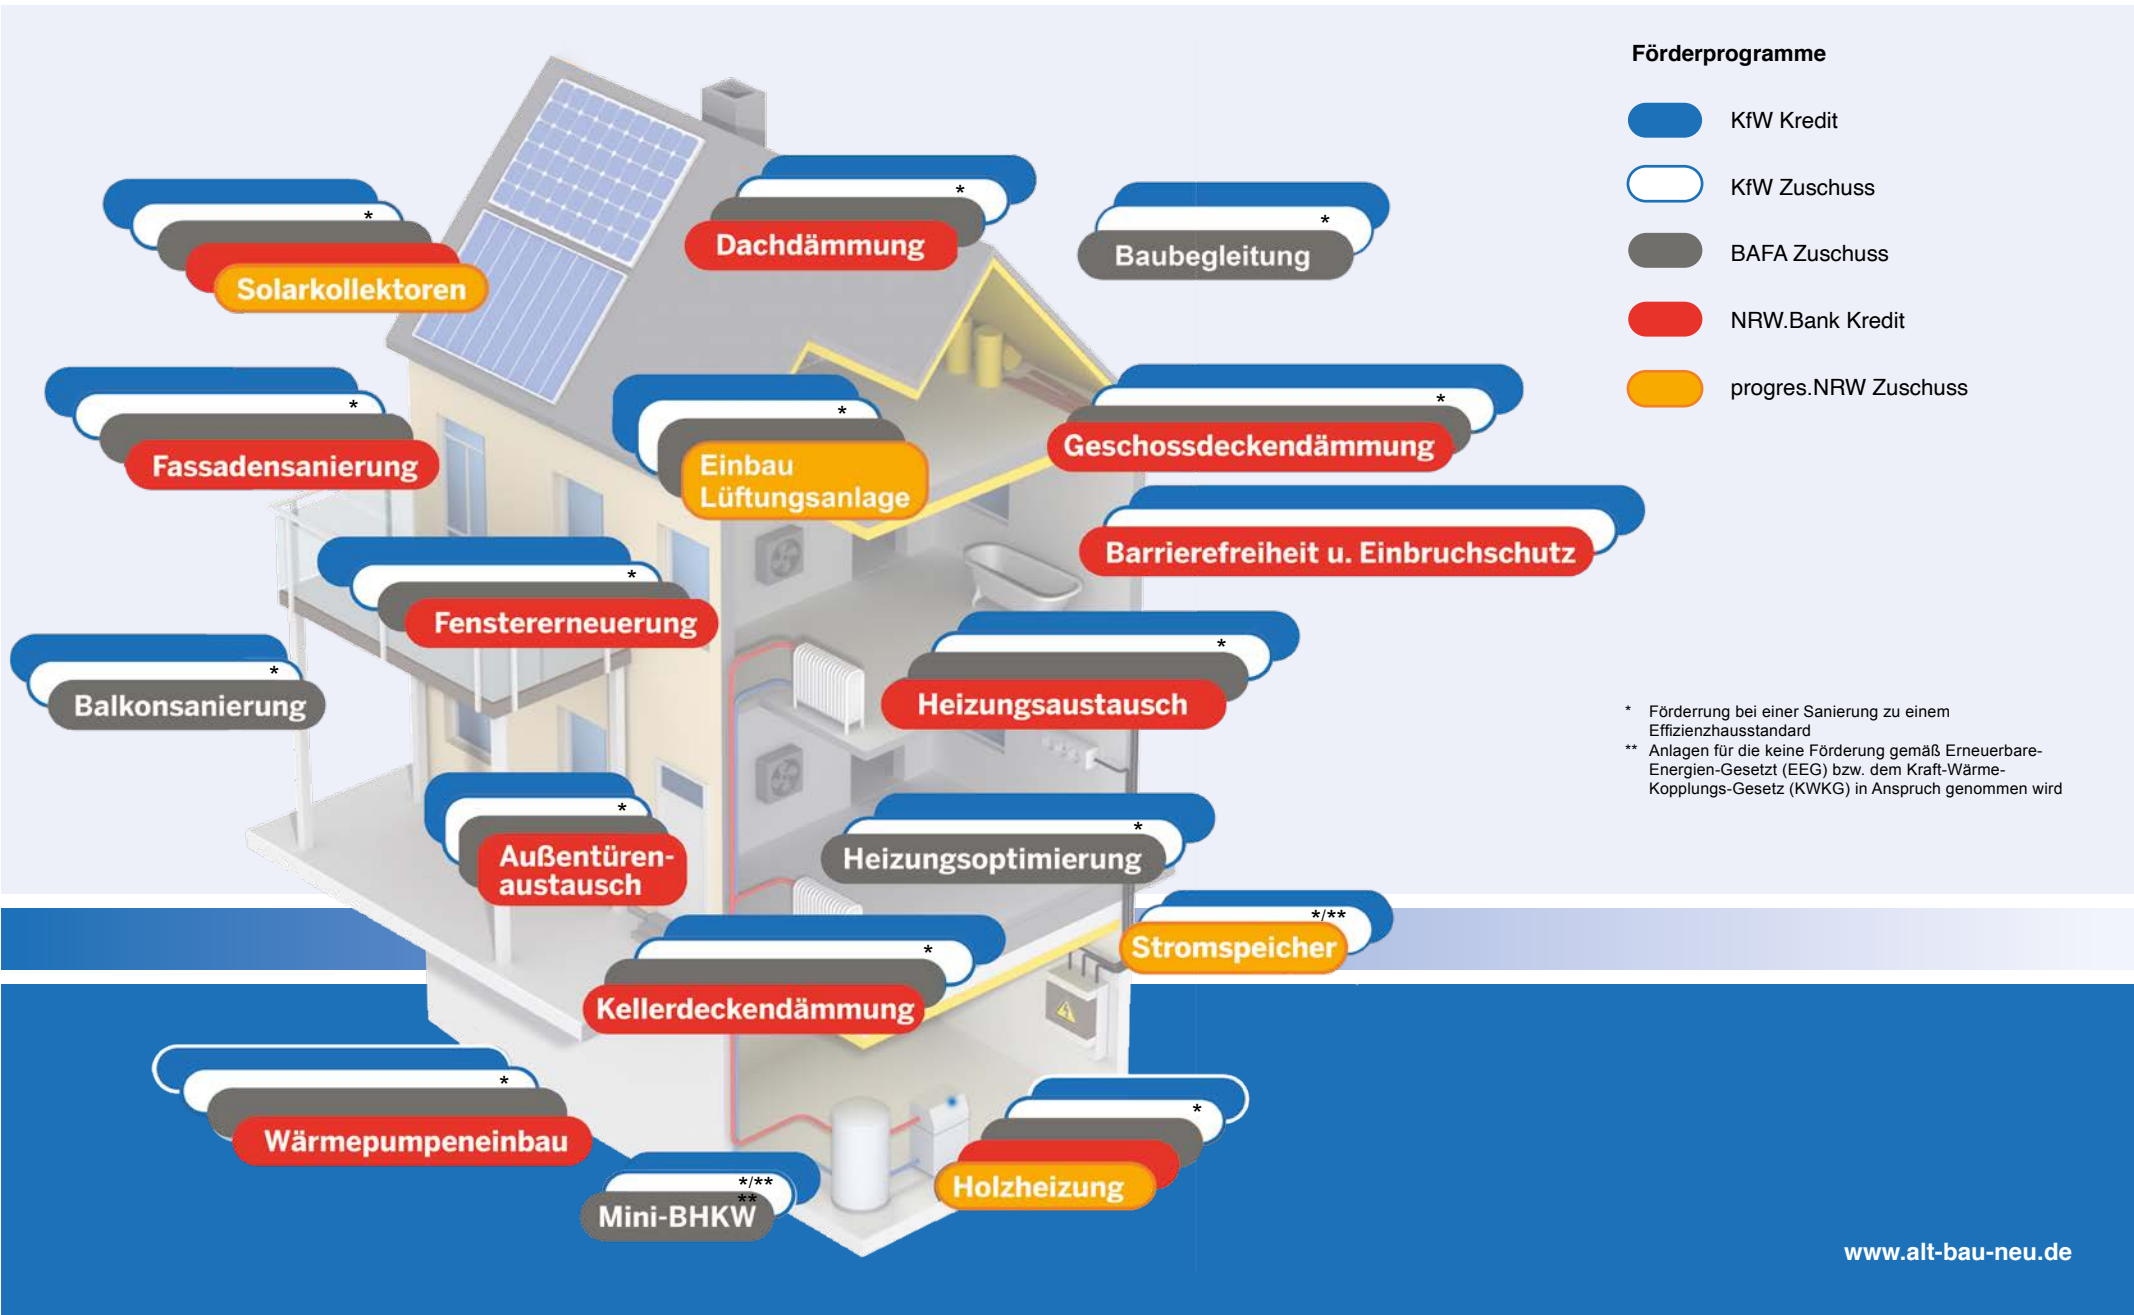 Förderprogramme
KfW Kredit
KfW Zuschuss
BAFA Zuschuss
NRW.Bank Kredit
progres.NRW Zuschuss
*
Solarkollektoren
*
Dachdämmung
*
Baubegleitung
*
Fassadensanierung
*
Einbau
Lüftungsanlage
*
Geschossdeckendämmung
Barrierefreiheit u. Einbruchschutz
*
Fenstererneuerung
*
Balkonsanierung
*
Heizungsaustausch
*
Außentüren-
austausch
*
Heizungsoptimierung
*/**
Stromspeicher
*
Kellerdeckendämmung
*
Wärmepumpeneinbau
*/**
**
Mini-BHKW
*
Holzheizung
* Förderrung bei einer Sanierung zu einem
Effizienzhausstandard
** Anlagen für die keine Förderung gemäß Erneuerbare-
Energien-Gesetzt (EEG) bzw. dem Kraft-Wärme-
Kopplungs-Gesetz (KWKG) in Anspruch genommen wird
www.alt-bau-neu.de